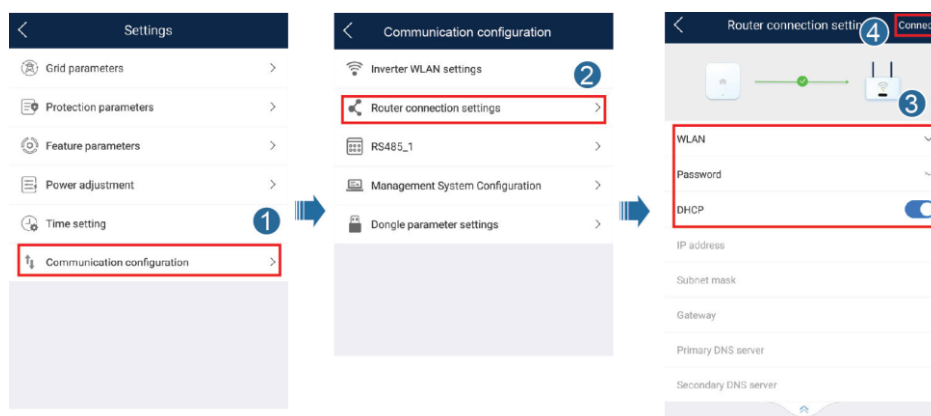 Settings
Grid parameters
Protection parameters
Feature parameters
Power adjustment
Time setting
1
Communication configuration
Communication configuration
Inverter WLAN settings
2
Router connection settings
RS485_1
Management System Configuration
Dongle parameter settings
Router connection settin
4
Connec
3
WLAN
Password
DHCP
IP address
Subnet mask
Gateway
Primary DNS server
Secondary DNS server